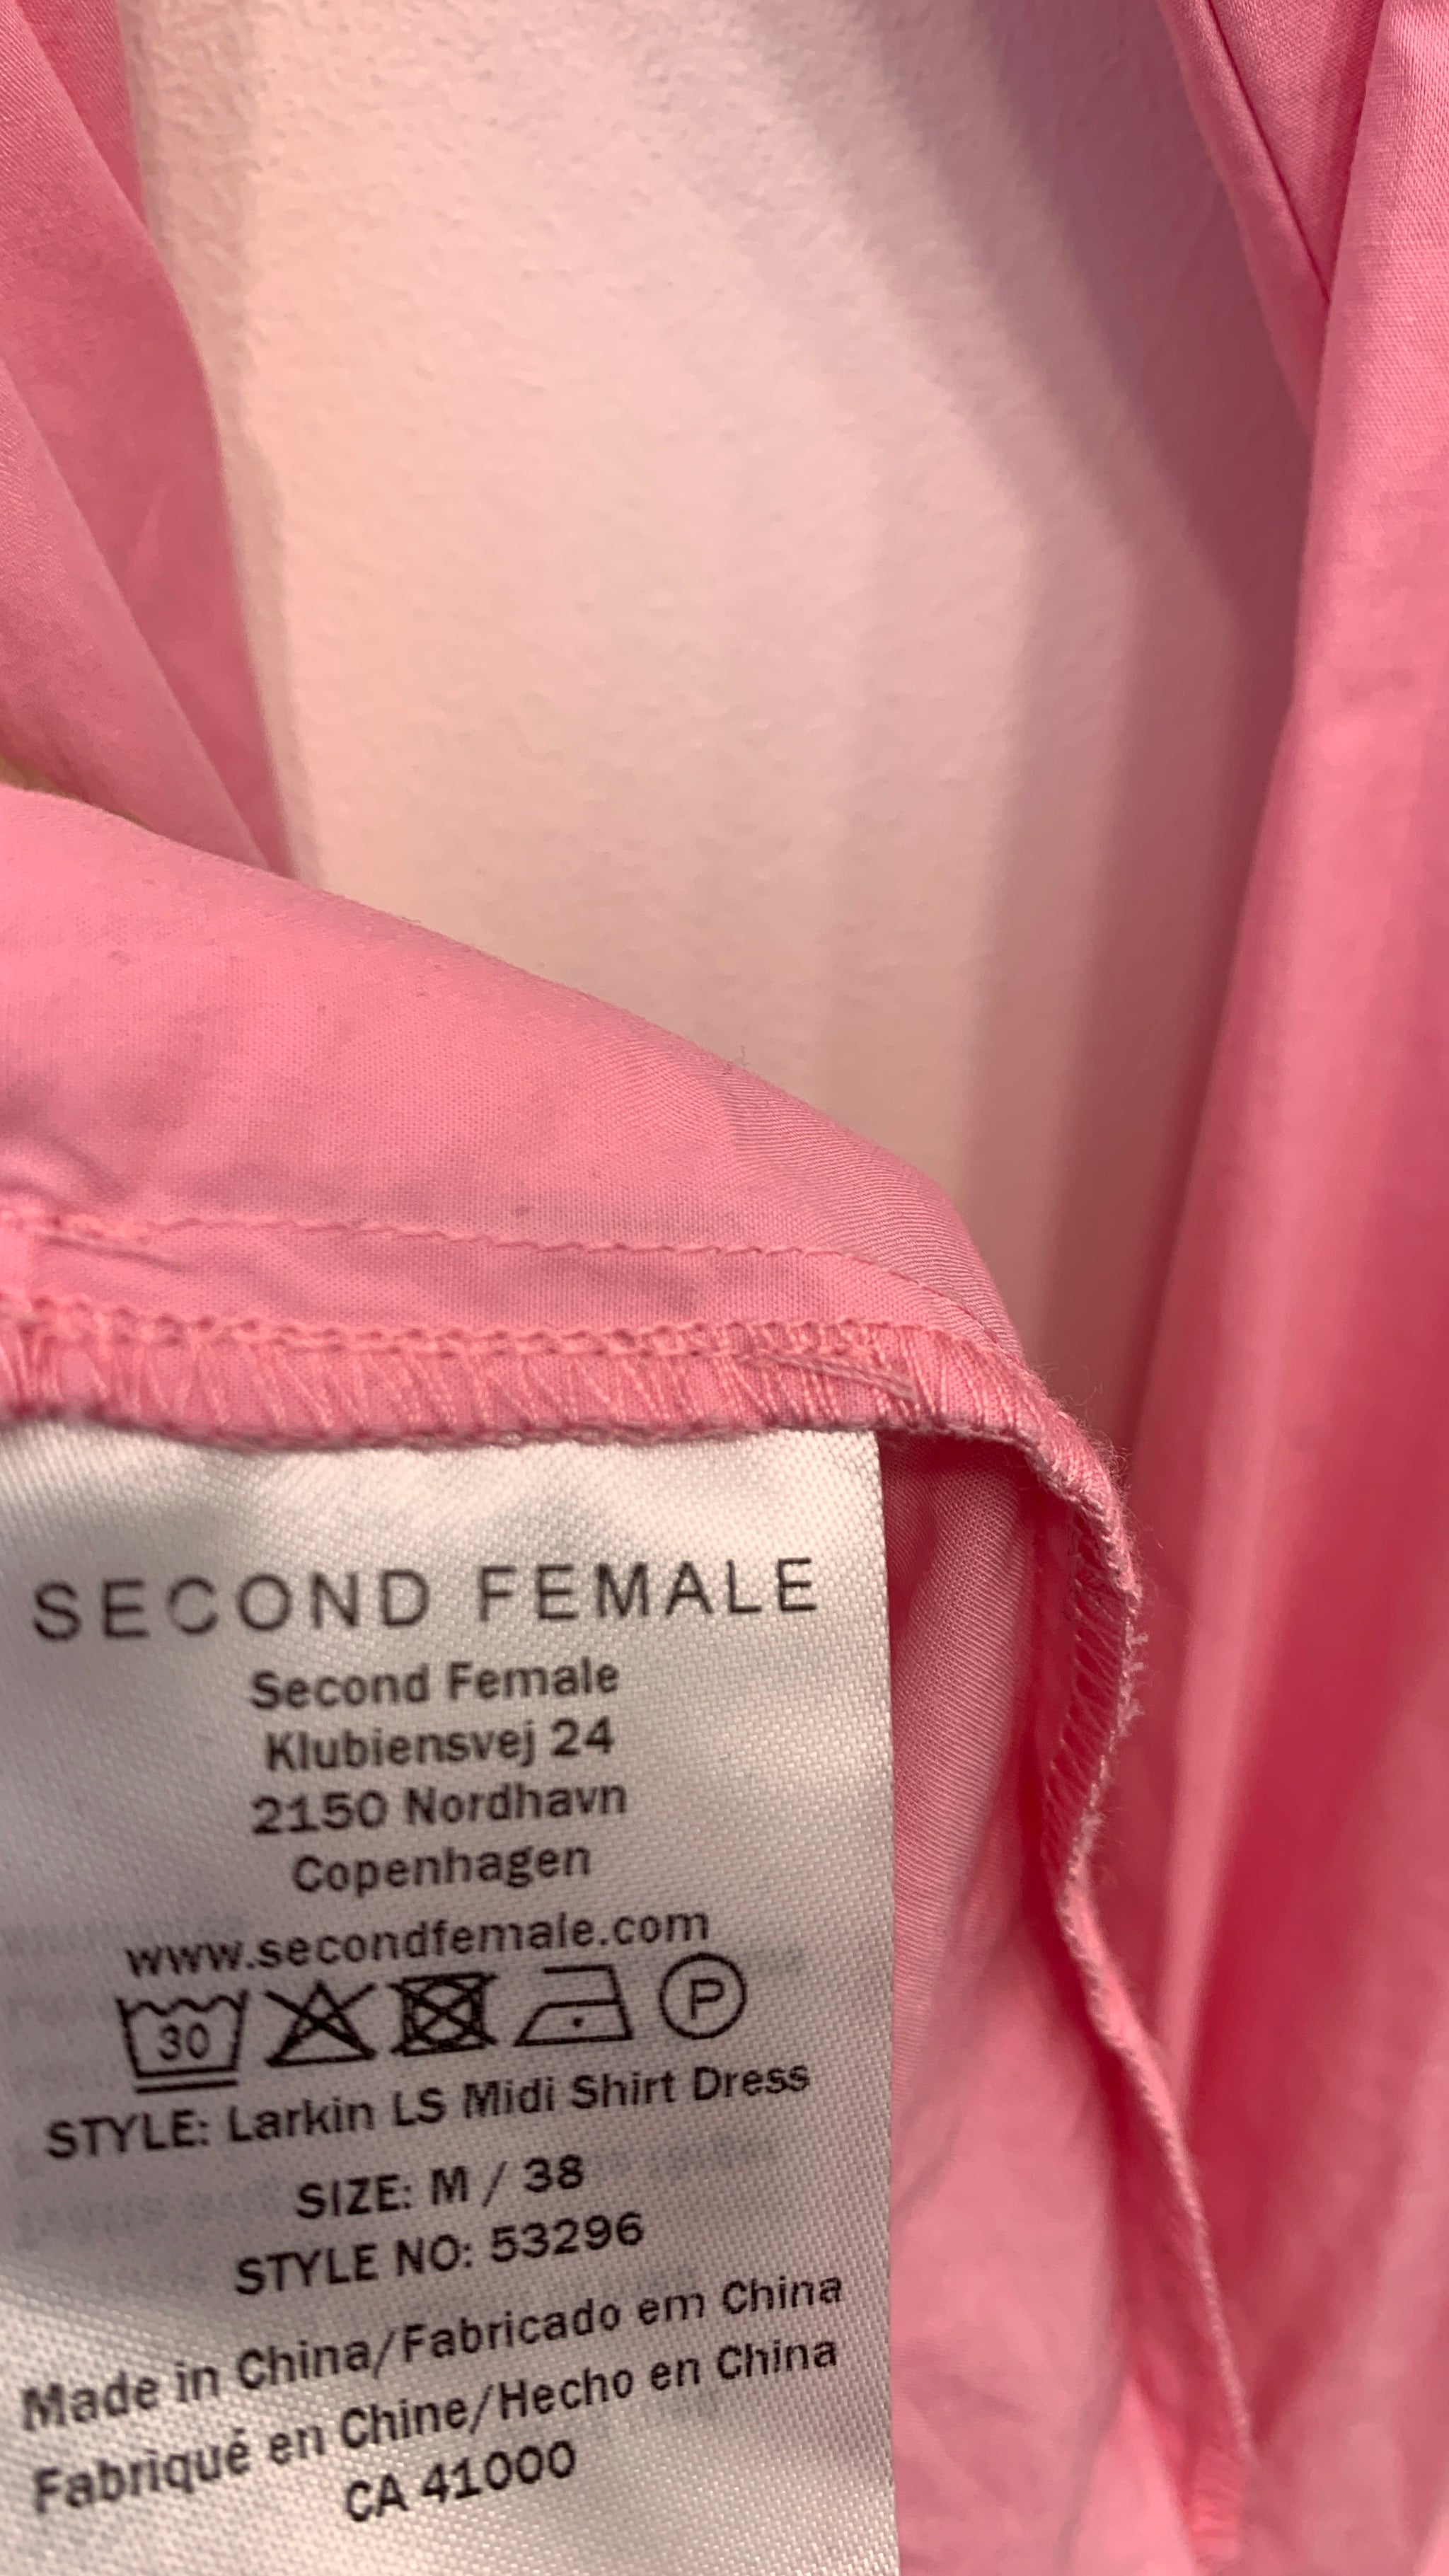 SECOND FEMALE
Second Female
Klubiensvej 24
2150 Nordhavn
Copenhagen
www.secondfemale.com
30 P
STYLE: Larkin LS Midi Shirt Dress
SIZE: M / 38
STYLE NO: 53296
Made in China/Fabricado em China
Fabriqué en Chine/Hecho en China
CA 41000